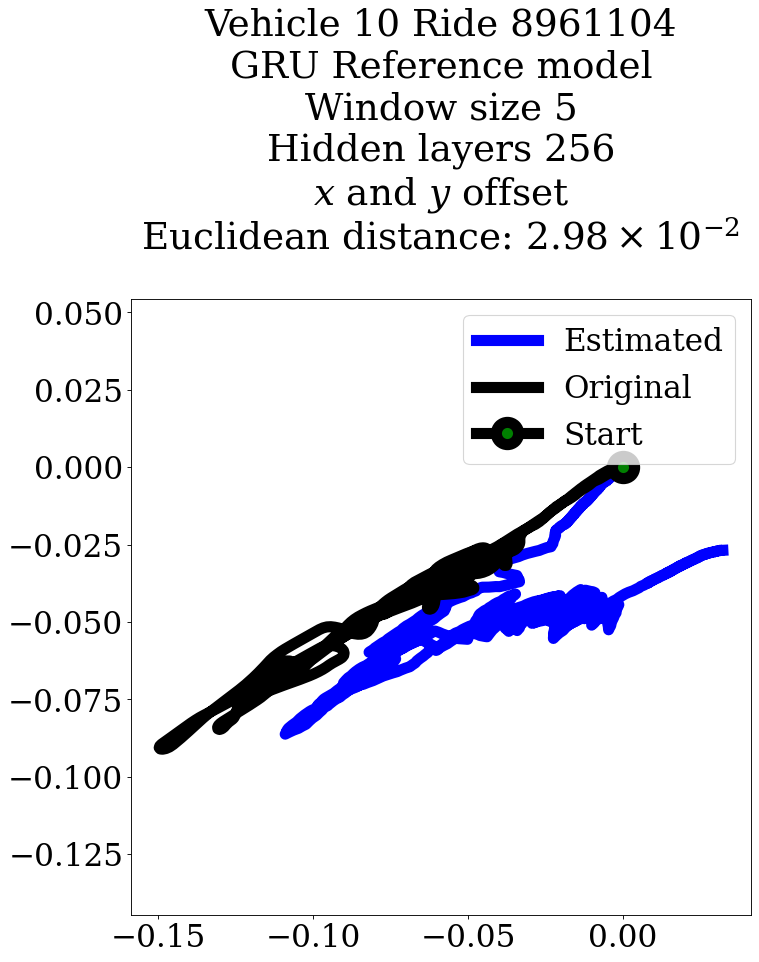 Vehicle 10 Ride 8961104
GRU Reference model
Window size 5
Hidden layers 256
x and y offset
Euclidean distance: 2.98 × 10⁻²
Estimated
Original
Start
0.050
0.025
0.000
−0.025
−0.050
−0.075
−0.100
−0.125
−0.15 −0.10 −0.05 0.00